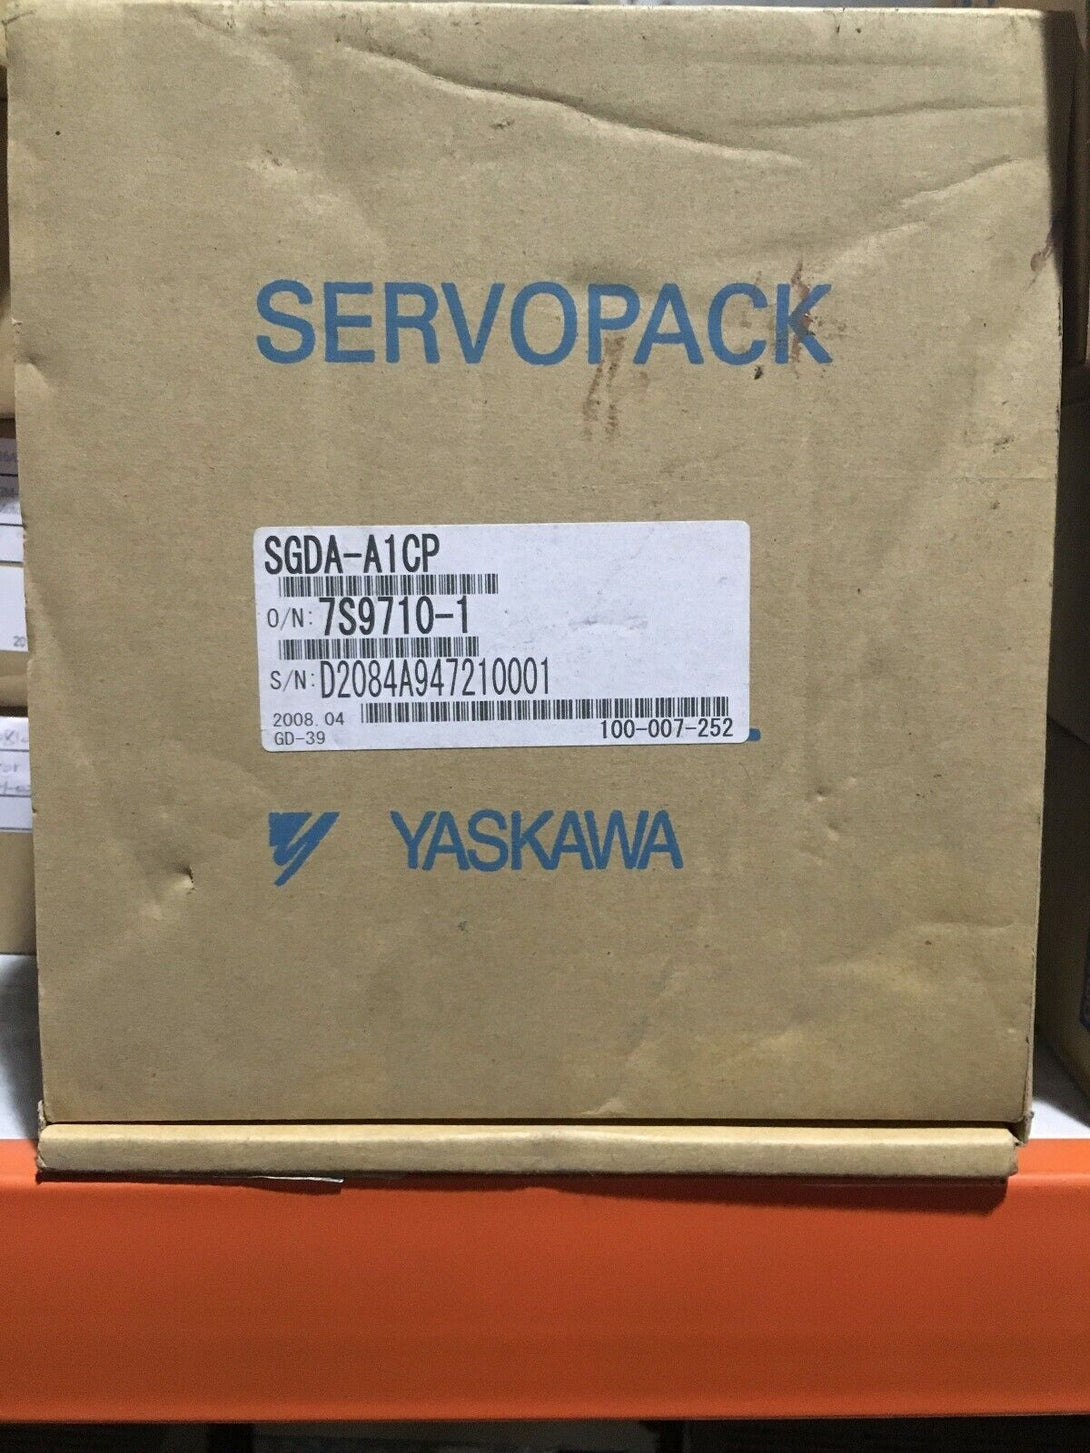 SERVOPACK
SGDA-A1CP
O/N: 7S9710-1
S/N: D2084A947210001
2008.04
GD-39
100-007-252
YASKAWA